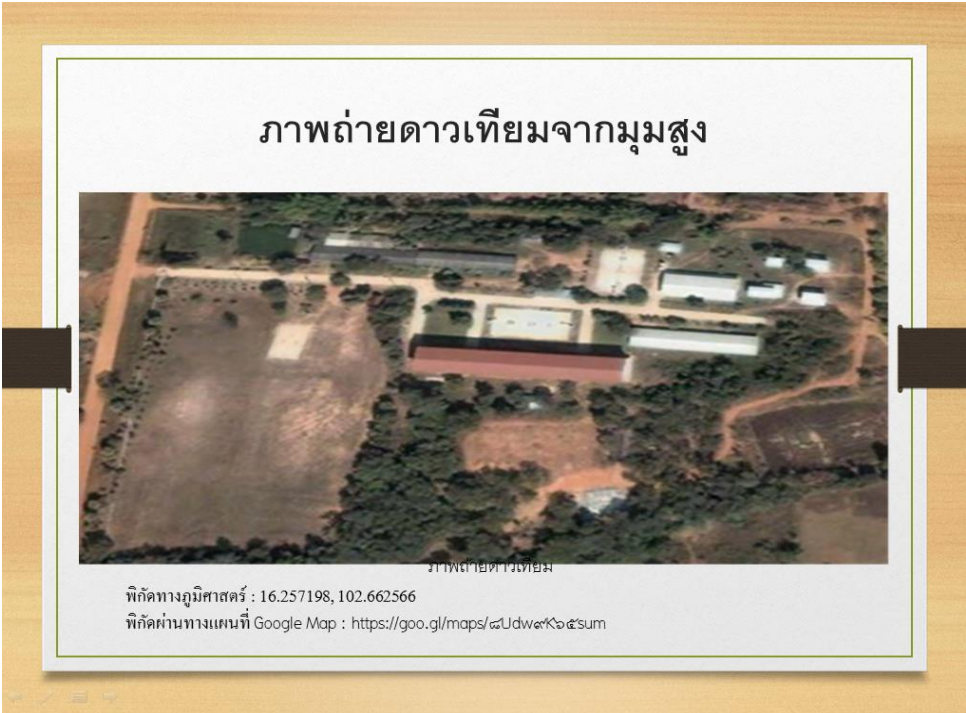 ภาพถ่ายดาวเทียมจากมุมสูง
ภาพถ่ายดาวเทียม
พิกัดทางภูมิศาสตร์ : 16.257198, 102.662566
พิกัดผ่านทางแผนที่ Google Map : https://goo.gl/maps/๘Udw๙K๖๕sum